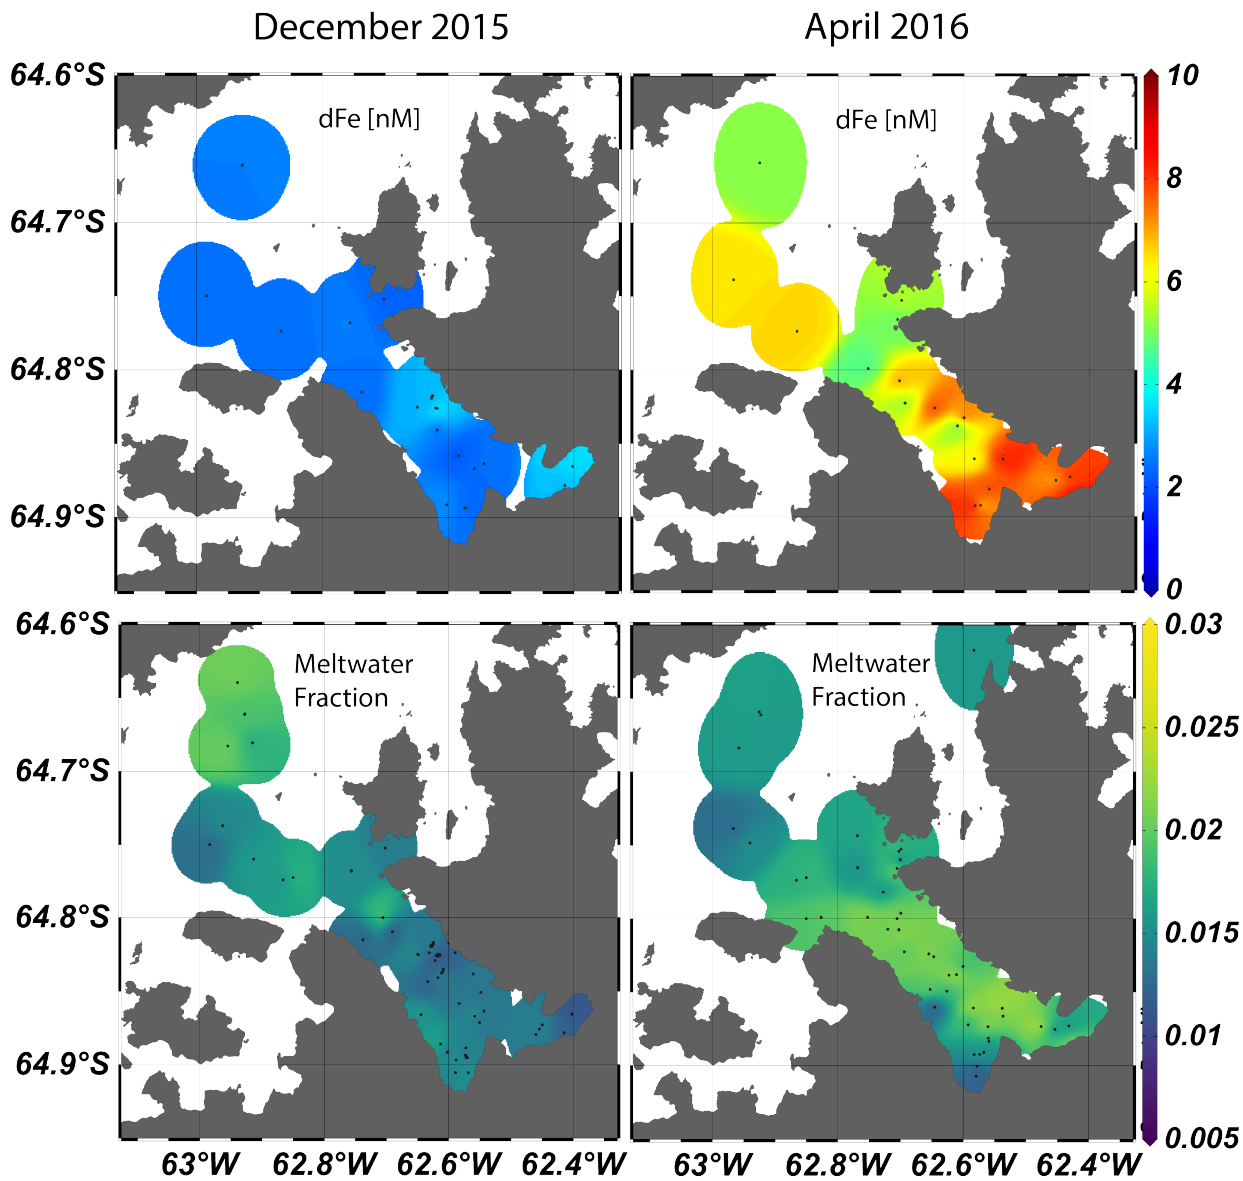 December 2015
April 2016
64.6°S
64.7°S
64.8°S
64.9°S
dFe [nM]
dFe [nM]
10
8
6
4
2
0
64.6°S
64.7°S
64.8°S
64.9°S
Meltwater
Fraction
Meltwater
Fraction
0.03
0.025
0.02
0.015
0.01
0.005
63°W
62.8°W
62.6°W
62.4°W
63°W
62.8°W
62.6°W
62.4°W